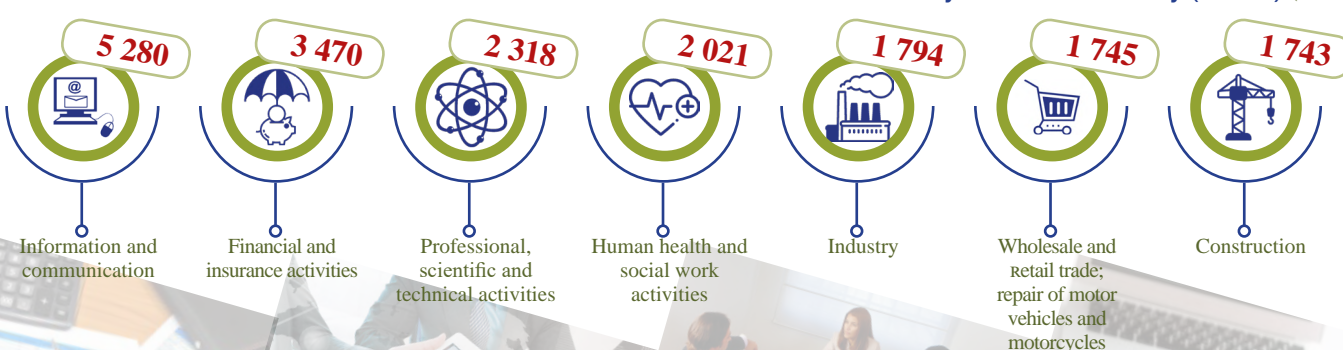 5 280
3 470
2 318
2 021
1 794
1 745
1 743
@
Information and
communication
Financial and
insurance activities
Professional,
scientific and
technical activities
Human health and
social work
activities
Industry
Wholesale and
Retail trade;
repair of motor
vehicles and
motorcycles
Construction